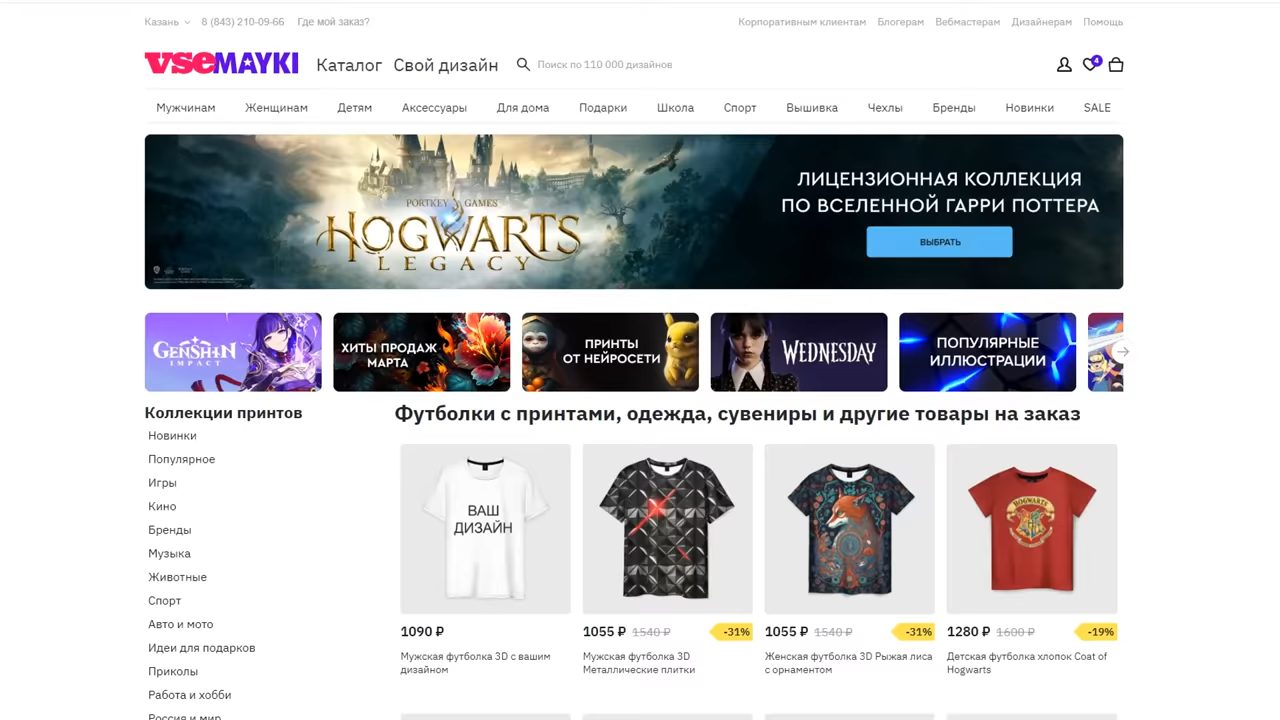 Казань
8 (843) 210-09-66
Где мой заказ?
Корпоративным клиентам
Блогерам
Вебмастерам
Дизайнерам
Помощь
vseMAYKI
Каталог
Свой дизайн
Поиск по 110 000 дизайнов
4
Мужчинам
Женщинам
Детям
Аксессуары
Для дома
Подарки
Школа
Спорт
Вышивка
Чехлы
Бренды
Новинки
SALE
PORTKEY GAMES
HOGWARTS
LEGACY
ЛИЦЕНЗИОННАЯ КОЛЛЕКЦИЯ
ПО ВСЕЛЕННОЙ ГАРРИ ПОТТЕРА
ВЫБРАТЬ
GENSHIN
IMPACT
ХИТЫ ПРОДАЖ
МАРТА
ПРИНТЫ
ОТ НЕЙРОСЕТИ
WEDNESDAY
ПОПУЛЯРНЫЕ
ИЛЛЮСТРАЦИИ
Коллекции принтов
Новинки
Популярное
Игры
Кино
Бренды
Музыка
Животные
Спорт
Авто и мото
Идеи для подарков
Приколы
Работа и хобби
Россия и мир
Футболки с принтами, одежда, сувениры и другие товары на заказ
ВАШ
ДИЗАЙН
HOGWARTS
1090 ₽
Мужская футболка 3D с вашим
дизайном
1055 ₽ 1540 ₽ -31%
Мужская футболка 3D
Металлические плитки
1055 ₽ 1540 ₽ -31%
Женская футболка 3D Рыжая лиса
с орнаментом
1280 ₽ 1600 ₽ -19%
Детская футболка хлопок Coat of
Hogwarts